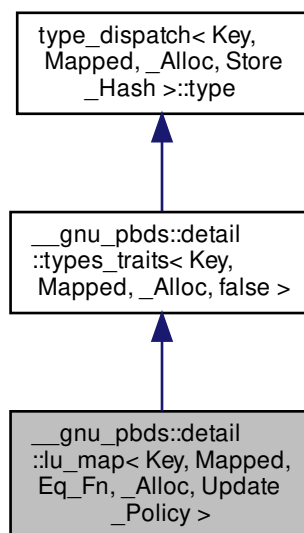 type_dispatch< Key,
Mapped, _Alloc, Store
_Hash >::type
__gnu_pbds::detail
::types_traits< Key,
Mapped, _Alloc, false >
__gnu_pbds::detail
::lu_map< Key, Mapped,
Eq_Fn, _Alloc, Update
_Policy >